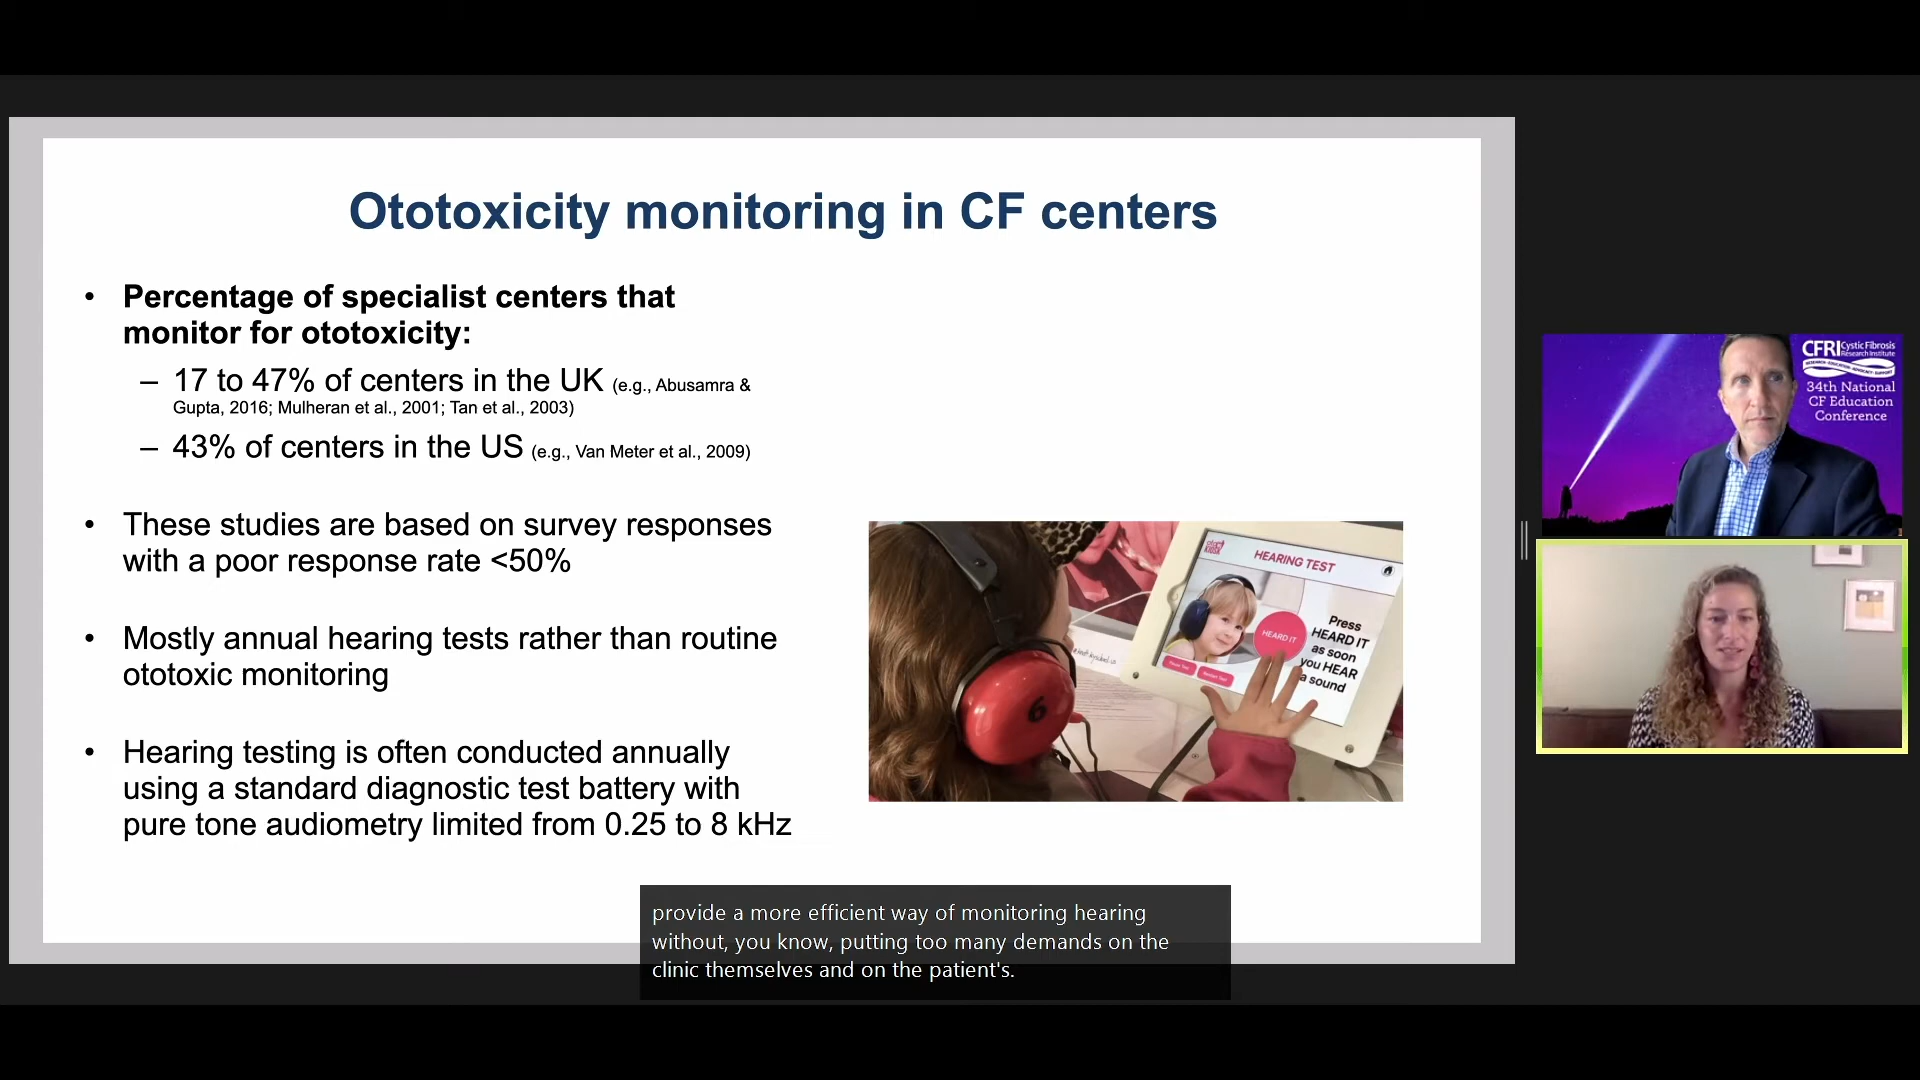 Ototoxicity monitoring in CF centers
• Percentage of specialist centers that
monitor for ototoxicity:
– 17 to 47% of centers in the UK (e.g., Abusamra &
Gupta, 2016; Mulheran et al., 2001; Tan et al., 2003)
– 43% of centers in the US (e.g., Van Meter et al., 2009)
• These studies are based on survey responses
with a poor response rate <50%
• Mostly annual hearing tests rather than routine
ototoxic monitoring
• Hearing testing is often conducted annually
using a standard diagnostic test battery with
pure tone audiometry limited from 0.25 to 8 kHz
HEARING TEST
HEARD IT
Press
HEARD IT
as soon
you HEAR
a sound
6
provide a more efficient way of monitoring hearing
without, you know, putting too many demands on the
clinic themselves and on the patient's.
CFRI Cystic Fibrosis
Research Institute
34th National
CF Education
Conference